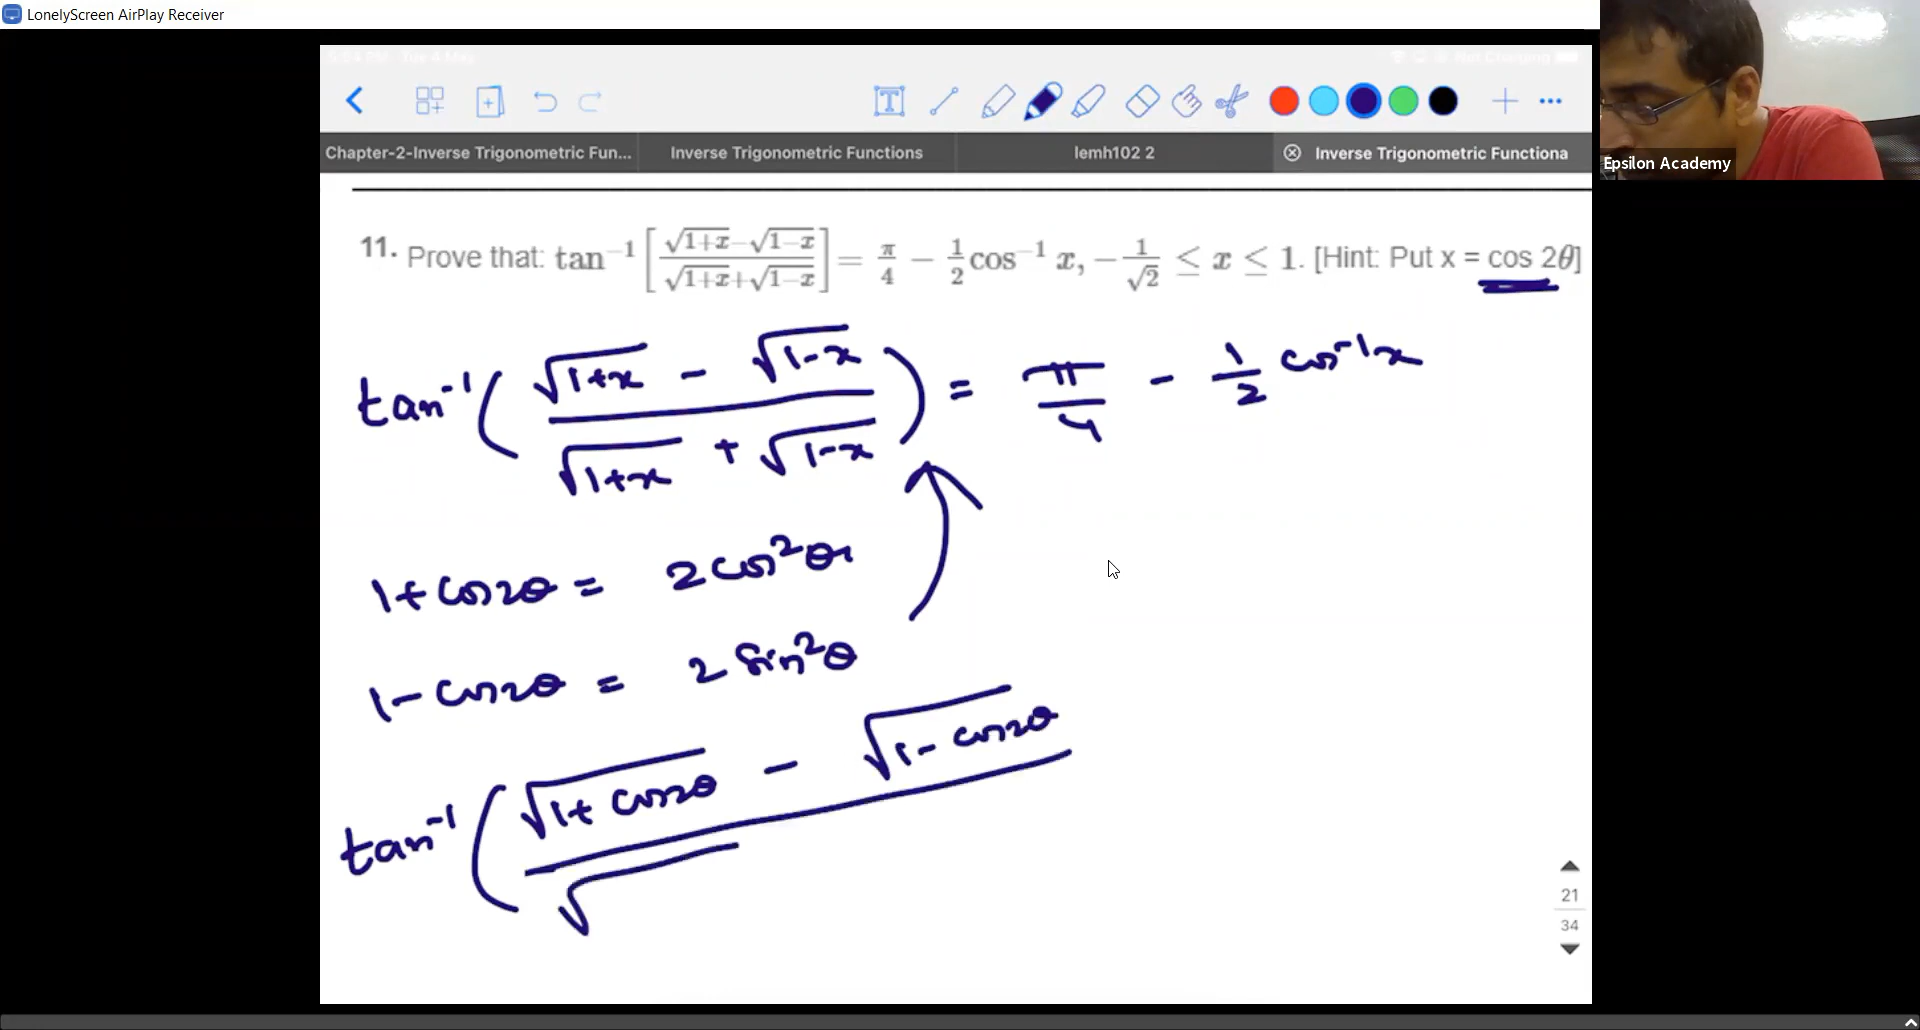 LonelyScreen AirPlay Receiver
Epsilon Academy
Chapter-2-Inverse Trigonometric Fun... Inverse Trigonometric Functions lemh102 2 Inverse Trigonometric Functiona
11. Prove that: tan⁻¹ [(√(1+x)−√(1−x))/(√(1+x)+√(1−x))] = π/4 − 1/2 cos⁻¹ x, −1/√2 ≤ x ≤ 1. [Hint: Put x = cos 2θ]
tan⁻¹ ((√(1+x) − √(1−x))/(√(1+x) + √(1−x))) = π/4 − 1/2 cos⁻¹x
1+cos2θ = 2cos²θ
1−cos2θ = 2 sin²θ
tan⁻¹ ( (√(1+cos2θ) − √(1−cos2θ))/√
21
34